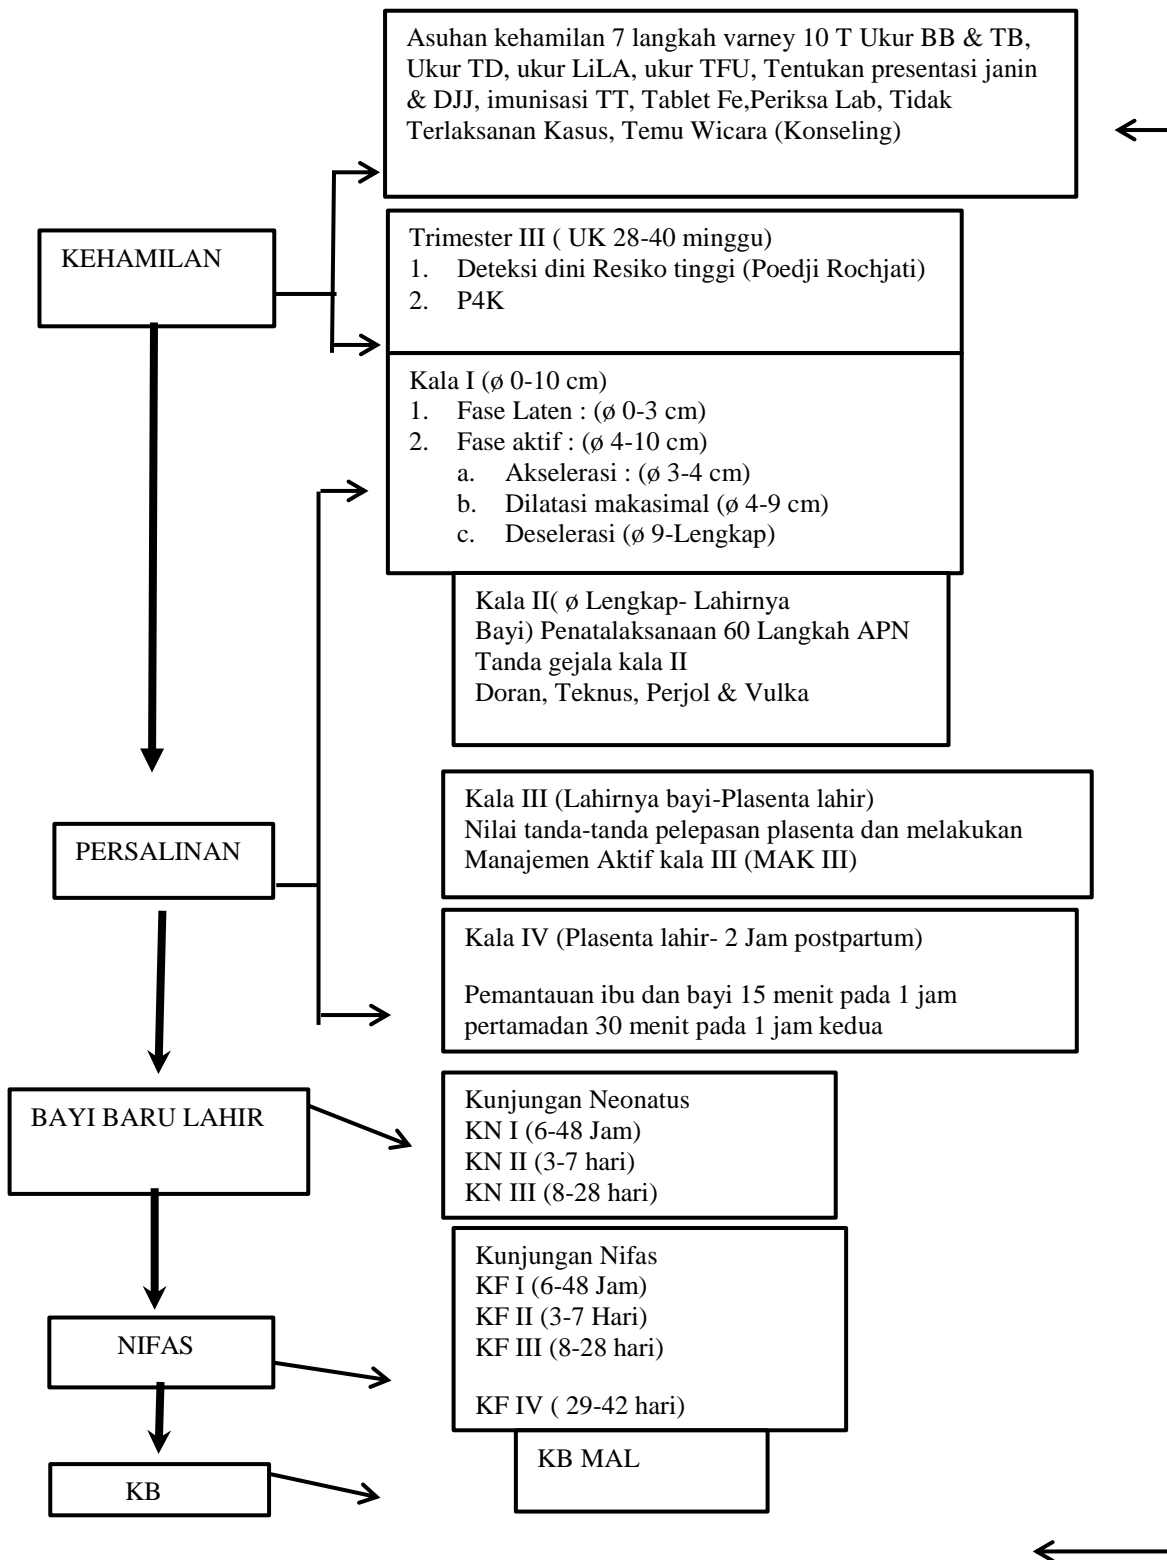 Asuhan kehamilan 7 langkah varney 10 T Ukur BB & TB,
Ukur TD, ukur LiLA, ukur TFU, Tentukan presentasi janin
& DJJ, imunisasi TT, Tablet Fe,Periksa Lab, Tidak
Terlaksanan Kasus, Temu Wicara (Konseling)
KEHAMILAN
Trimester III ( UK 28-40 minggu)
1. Deteksi dini Resiko tinggi (Poedji Rochjati)
2. P4K
Kala I (ø 0-10 cm)
1. Fase Laten : (ø 0-3 cm)
2. Fase aktif : (ø 4-10 cm)
a. Akselerasi : (ø 3-4 cm)
b. Dilatasi makasimal (ø 4-9 cm)
c. Deselerasi (ø 9-Lengkap)
Kala II( ø Lengkap- Lahirnya
Bayi) Penatalaksanaan 60 Langkah APN
Tanda gejala kala II
Doran, Teknus, Perjol & Vulka
PERSALINAN
Kala III (Lahirnya bayi-Plasenta lahir)
Nilai tanda-tanda pelepasan plasenta dan melakukan
Manajemen Aktif kala III (MAK III)
Kala IV (Plasenta lahir- 2 Jam postpartum)
Pemantauan ibu dan bayi 15 menit pada 1 jam
pertamadan 30 menit pada 1 jam kedua
BAYI BARU LAHIR
Kunjungan Neonatus
KN I (6-48 Jam)
KN II (3-7 hari)
KN III (8-28 hari)
NIFAS
Kunjungan Nifas
KF I (6-48 Jam)
KF II (3-7 Hari)
KF III (8-28 hari)
KF IV ( 29-42 hari)
KB
KB MAL